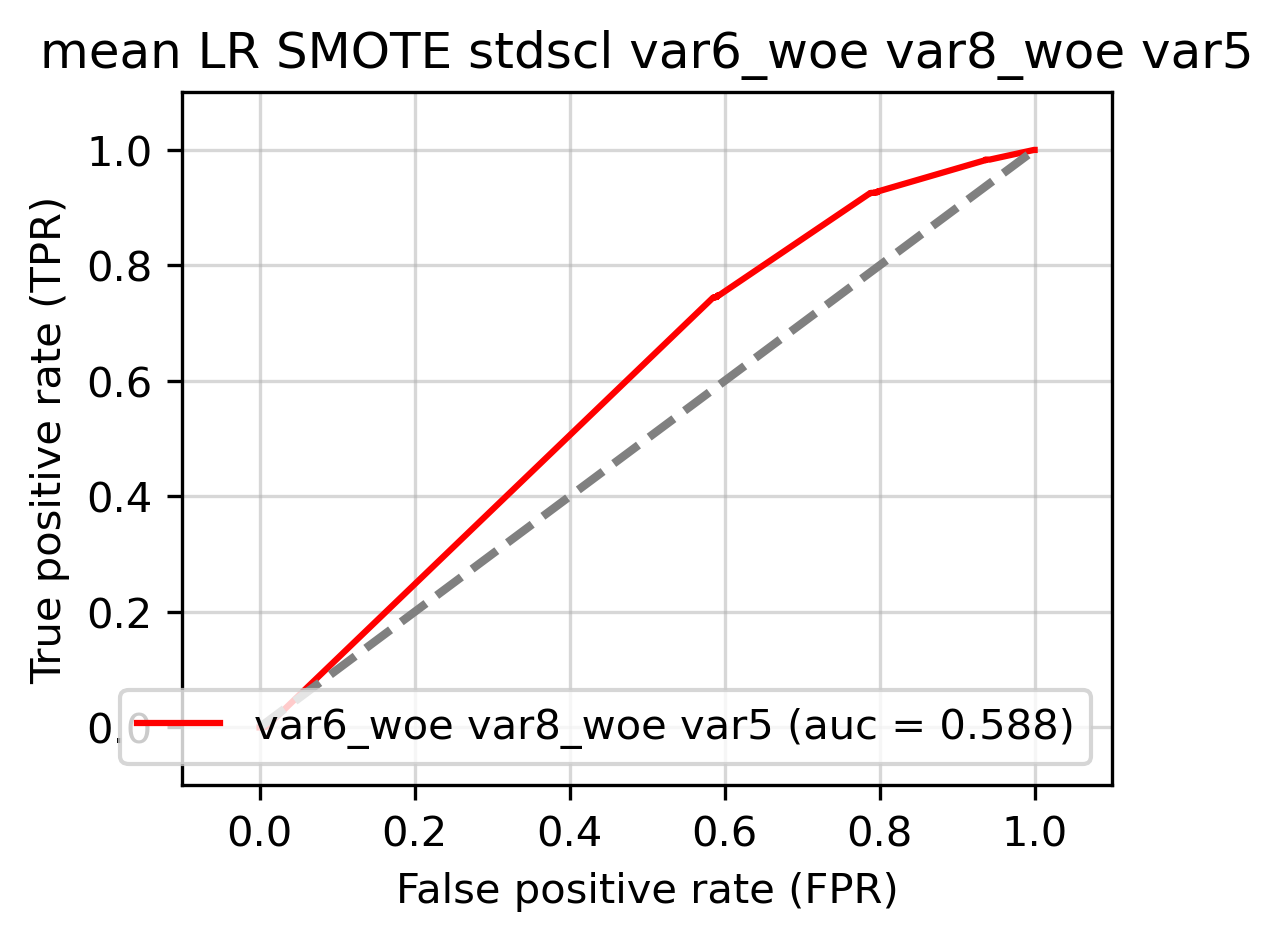 mean LR SMOTE stdscl var6_woe var8_woe var5
True positive rate (TPR)
1.0
0.8
0.6
0.4
0.2
0.0
var6_woe var8_woe var5 (auc = 0.588)
0.0 0.2 0.4 0.6 0.8 1.0
False positive rate (FPR)